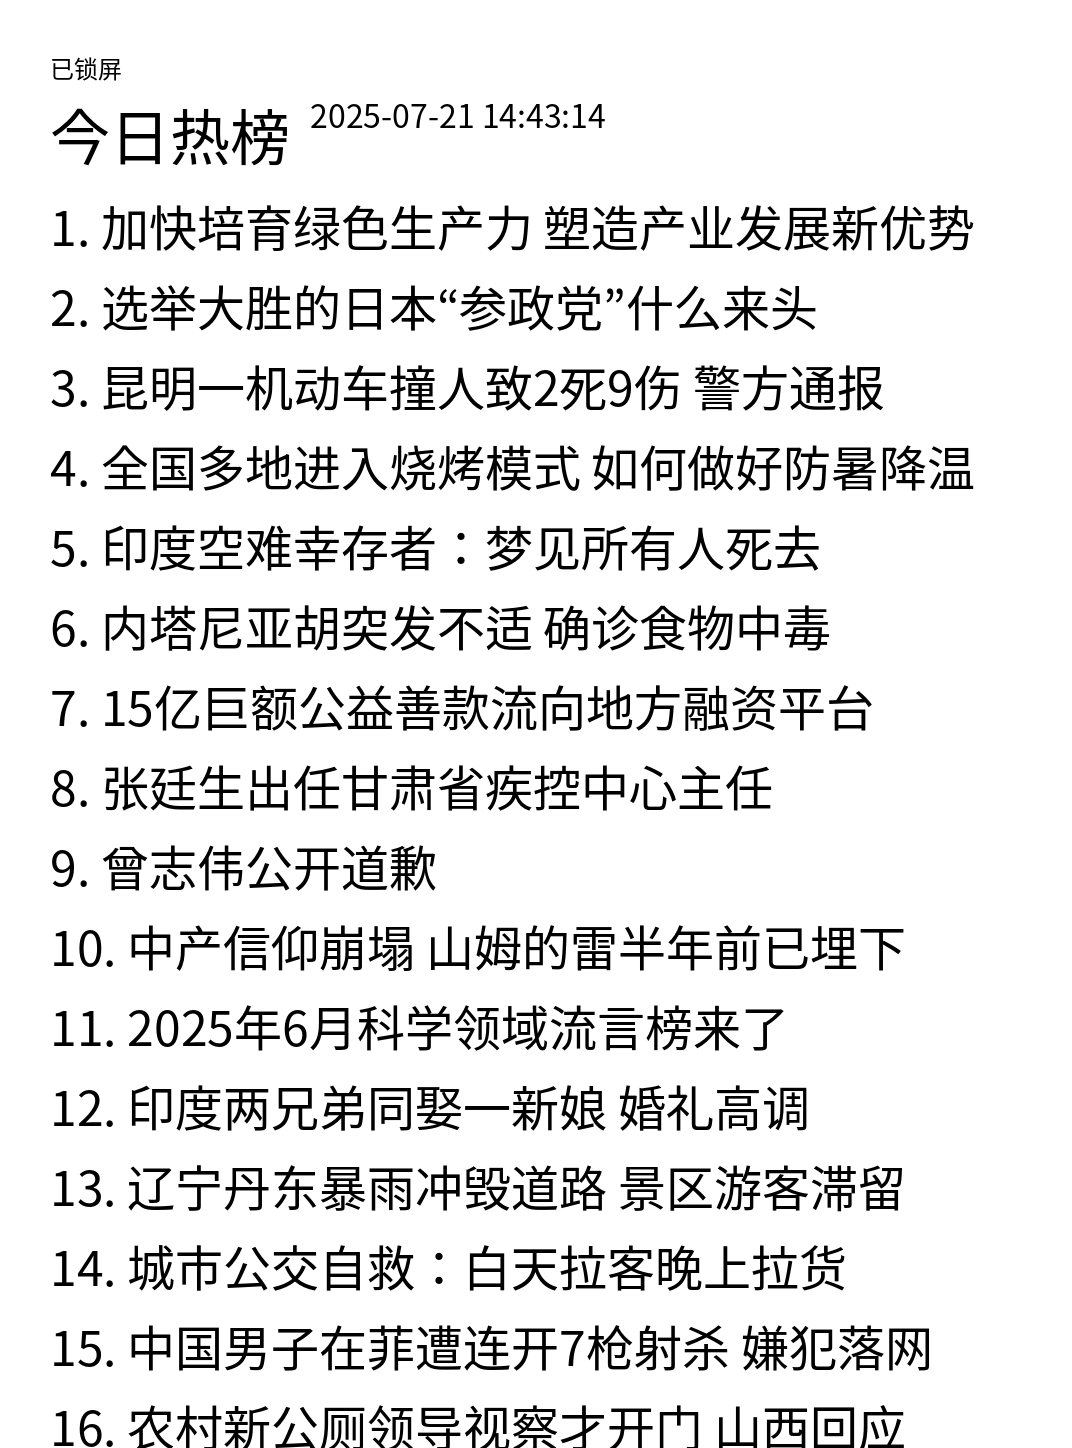 已锁屏
今日热榜 2025-07-21 14:43:14
1. 加快培育绿色生产力 塑造产业发展新优势
2. 选举大胜的日本“参政党”什么来头
3. 昆明一机动车撞人致2死9伤 警方通报
4. 全国多地进入烧烤模式 如何做好防暑降温
5. 印度空难幸存者：梦见所有人死去
6. 内塔尼亚胡突发不适 确诊食物中毒
7. 15亿巨额公益善款流向地方融资平台
8. 张廷生出任甘肃省疾控中心主任
9. 曾志伟公开道歉
10. 中产信仰崩塌 山姆的雷半年前已埋下
11. 2025年6月科学领域流言榜来了
12. 印度两兄弟同娶一新娘 婚礼高调
13. 辽宁丹东暴雨冲毁道路 景区游客滞留
14. 城市公交自救：白天拉客晚上拉货
15. 中国男子在菲遭连开7枪射杀 嫌犯落网
16. 农村新公厕领导视察才开门 山西回应